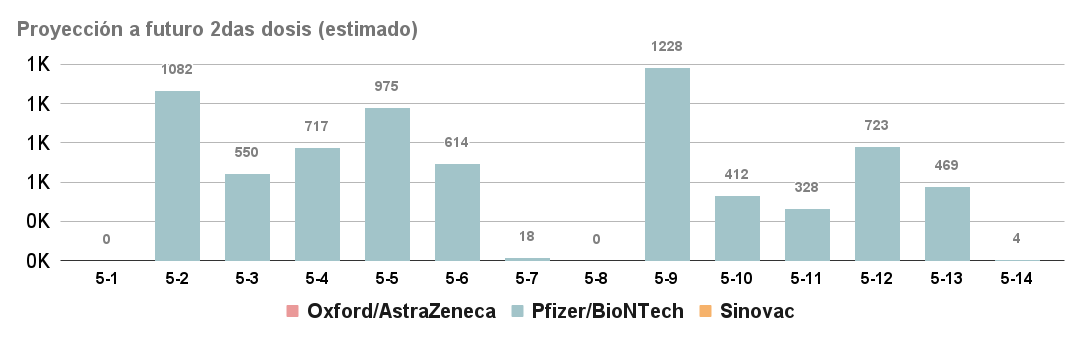 Proyección a futuro 2das dosis (estimado)
1K
1K
1K
1K
0K
0K
0
1082
550
717
975
614
18
0
1228
412
328
723
469
4
5-1 5-2 5-3 5-4 5-5 5-6 5-7 5-8 5-9 5-10 5-11 5-12 5-13 5-14
Oxford/AstraZeneca Pfizer/BioNTech Sinovac